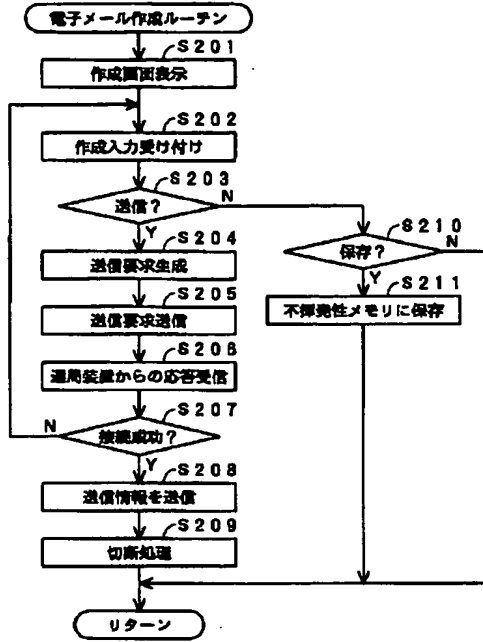 電子メール作成ルーチン
S201
作成画面表示
S202
作成入力受け付け
S203
送信?
N
Y
S204
送信要求生成
S205
送信要求送信
S206
通局装置からの応答受信
S207
接続成功?
N
Y
S208
送信情報を送信
S209
切断処理
リターン
S210
保存?
N
Y
S211
不揮発性メモリに保存